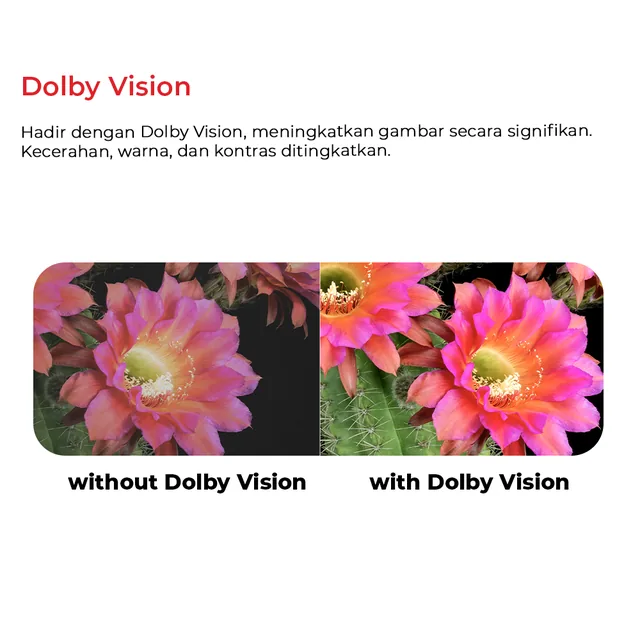 Dolby Vision
Hadir dengan Dolby Vision, meningkatkan gambar secara signifikan.
Kecerahan, warna, dan kontras ditingkatkan.
without Dolby Vision
with Dolby Vision